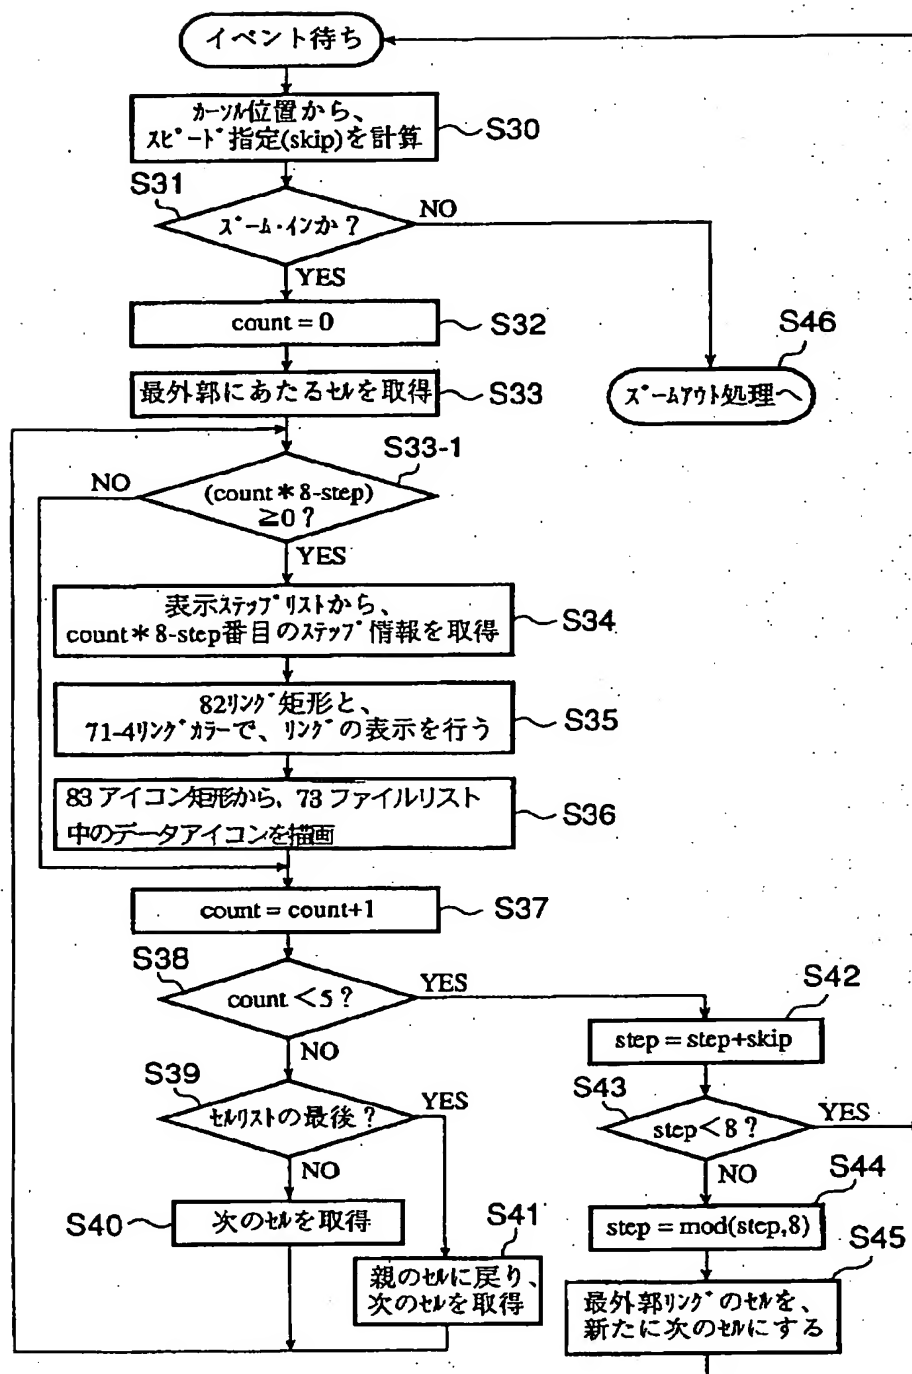 イベント待ち
カーソル位置から、
スピード指定(skip)を計算
S30
S31
ズーム・インか?
NO
YES
count = 0
S32
S46
ズームアウト処理へ
最外郭にあたるセルを取得
S33
S33-1
NO
(count * 8-step)
≧0?
YES
表示ステップリストから、
count * 8-step番目のステップ情報を取得
S34
82リング矩形と、
71-4リングカラーで、リングの表示を行う
S35
83 アイコン矩形から、73 ファイルリスト
中のデータアイコンを描画
S36
count = count+1
S37
S38
count <5?
YES
NO
S42
step = step+skip
S39
セルリストの最後?
YES
NO
S43
step<8?
YES
NO
S40
次のセルを取得
S41
親のセルに戻り、
次のセルを取得
S44
step = mod(step,8)
S45
最外郭リングのセルを、
新たに次のセルにする